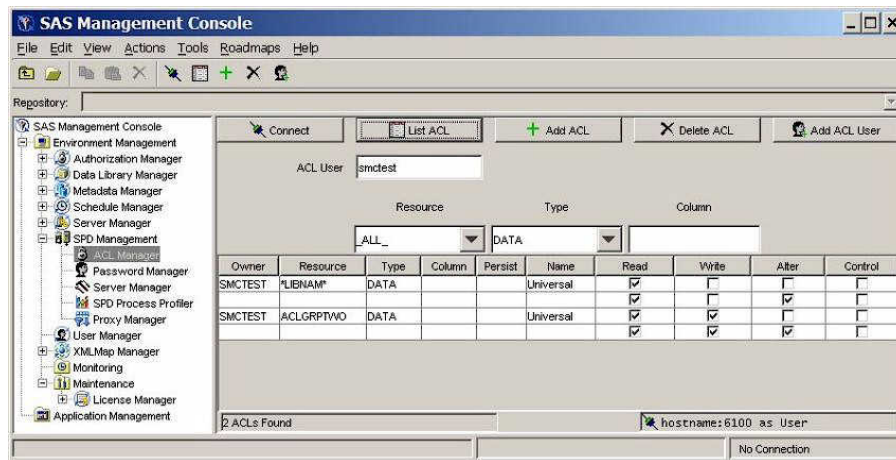 SAS Management Console
File Edit View Actions Tools Roadmaps Help
Repository:
SAS Management Console
Environment Management
Authorization Manager
Data Library Manager
Metadata Manager
Schedule Manager
Server Manager
SPD Management
ACL Manager
Password Manager
Server Manager
SPD Process Profiler
Proxy Manager
User Manager
XMLMap Manager
Monitoring
Maintenance
License Manager
Application Management
Connect List ACL Add ACL Delete ACL Add ACL User
ACL User smctest
Resource Type Column
_ALL_ DATA
Owner Resource Type Column Persist Name Read Write Alter Control
SMCTEST *LIBNAM* DATA Universal
SMCTEST ACLGRPTWO DATA Universal
2 ACLs Found
hostname:6100 as User
No Connection